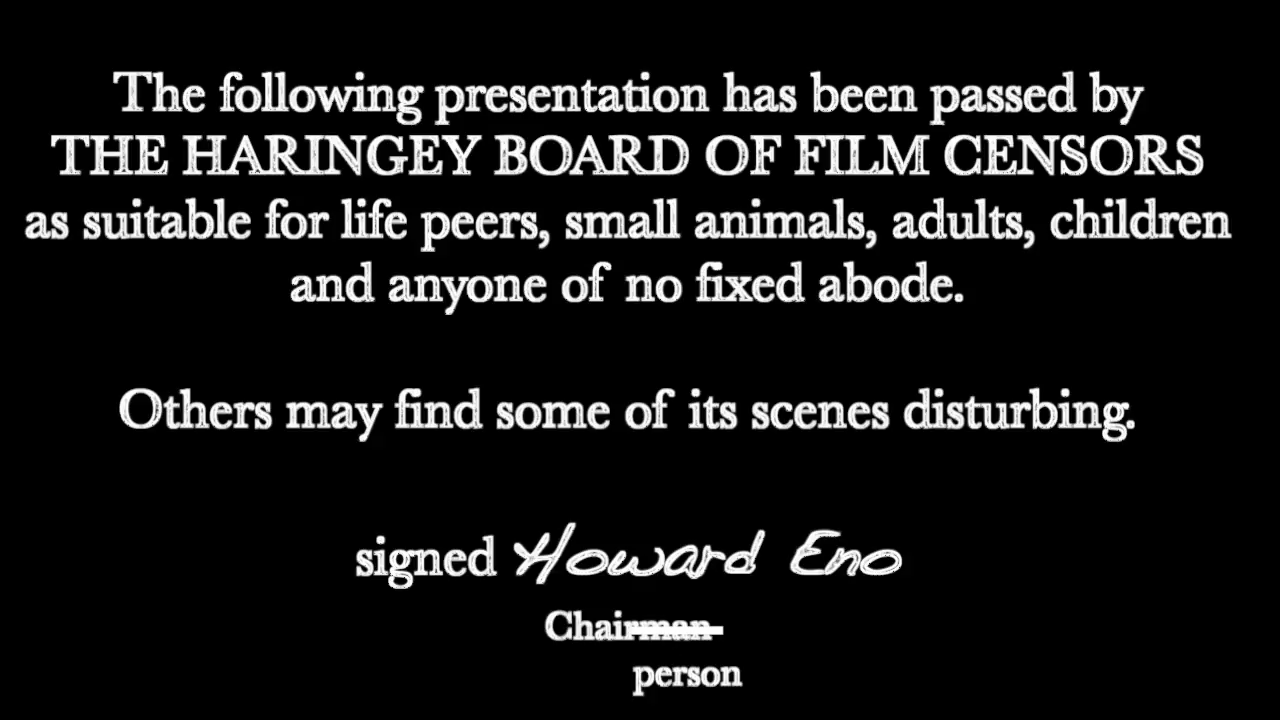 The following presentation has been passed by
THE HARINGEY BOARD OF FILM CENSORS
as suitable for life peers, small animals, adults, children
and anyone of no fixed abode.
Others may find some of its scenes disturbing.
signed Howard Eno
Chairman
person